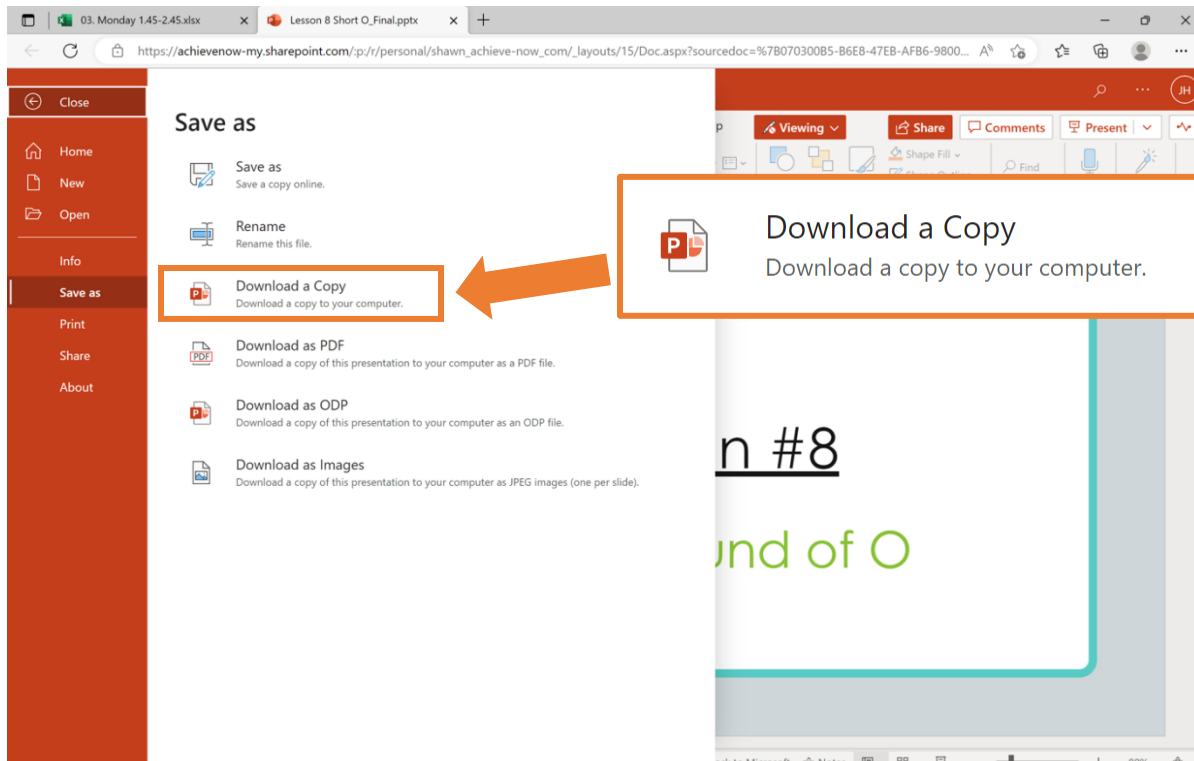 03. Monday 1.45-2.45.xlsx
Lesson 8 Short O_Final.pptx
https://achievenow-my.sharepoint.com/:p:/r/personal/shawn_achieve-now_com/_layouts/15/Doc.aspx?sourcedoc=%7B070300B5-B6E8-47EB-AFB6-9800...
Close
Home
New
Open
Info
Save as
Print
Share
About
Save as
Save as
Save a copy online.
Rename
Rename this file.
Download a Copy
Download a copy to your computer.
Download as PDF
Download a copy of this presentation to your computer as a PDF file.
Download as ODP
Download a copy of this presentation to your computer as an ODP file.
Download as Images
Download a copy of this presentation to your computer as JPEG images (one per slide).
JH
Viewing
Share
Comments
Present
Shape Fill
Find
Download a Copy
Download a copy to your computer.
n #8
und of O